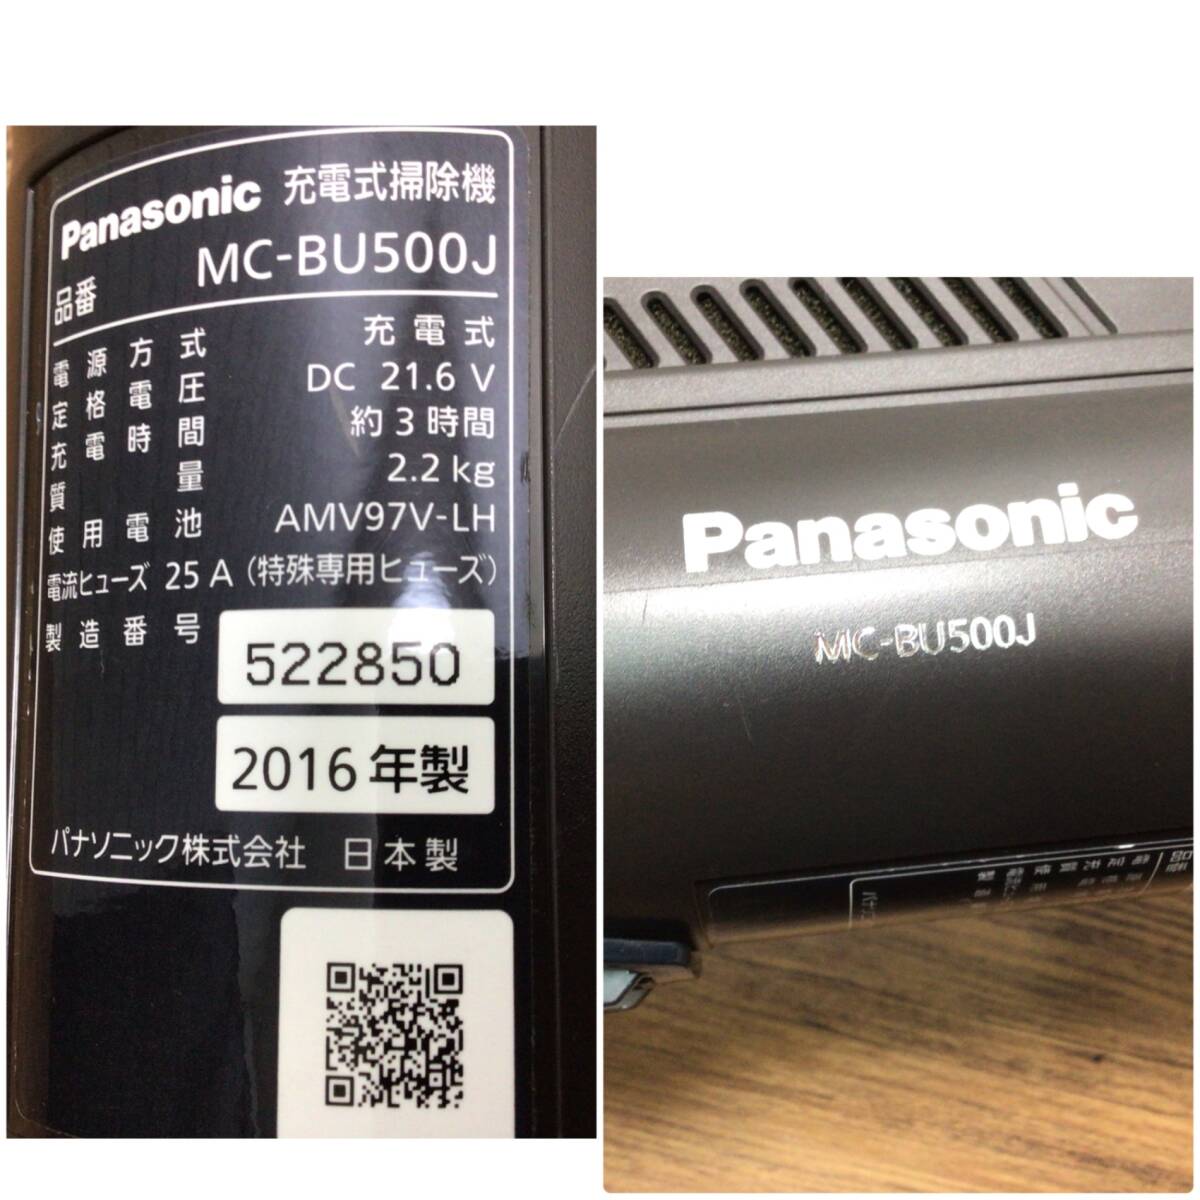 Panasonic 充電式掃除機
品番 MC-BU500J
電源方式 充電式
定格電圧 DC 21.6 V
充電時間 約3時間
質量 2.2 kg
使用電池 AMV97V-LH
電流ヒューズ 25 A (特殊専用ヒューズ)
製造番号 522850
2016年製
パナソニック株式会社 日本製
Panasonic
MC-BU500J